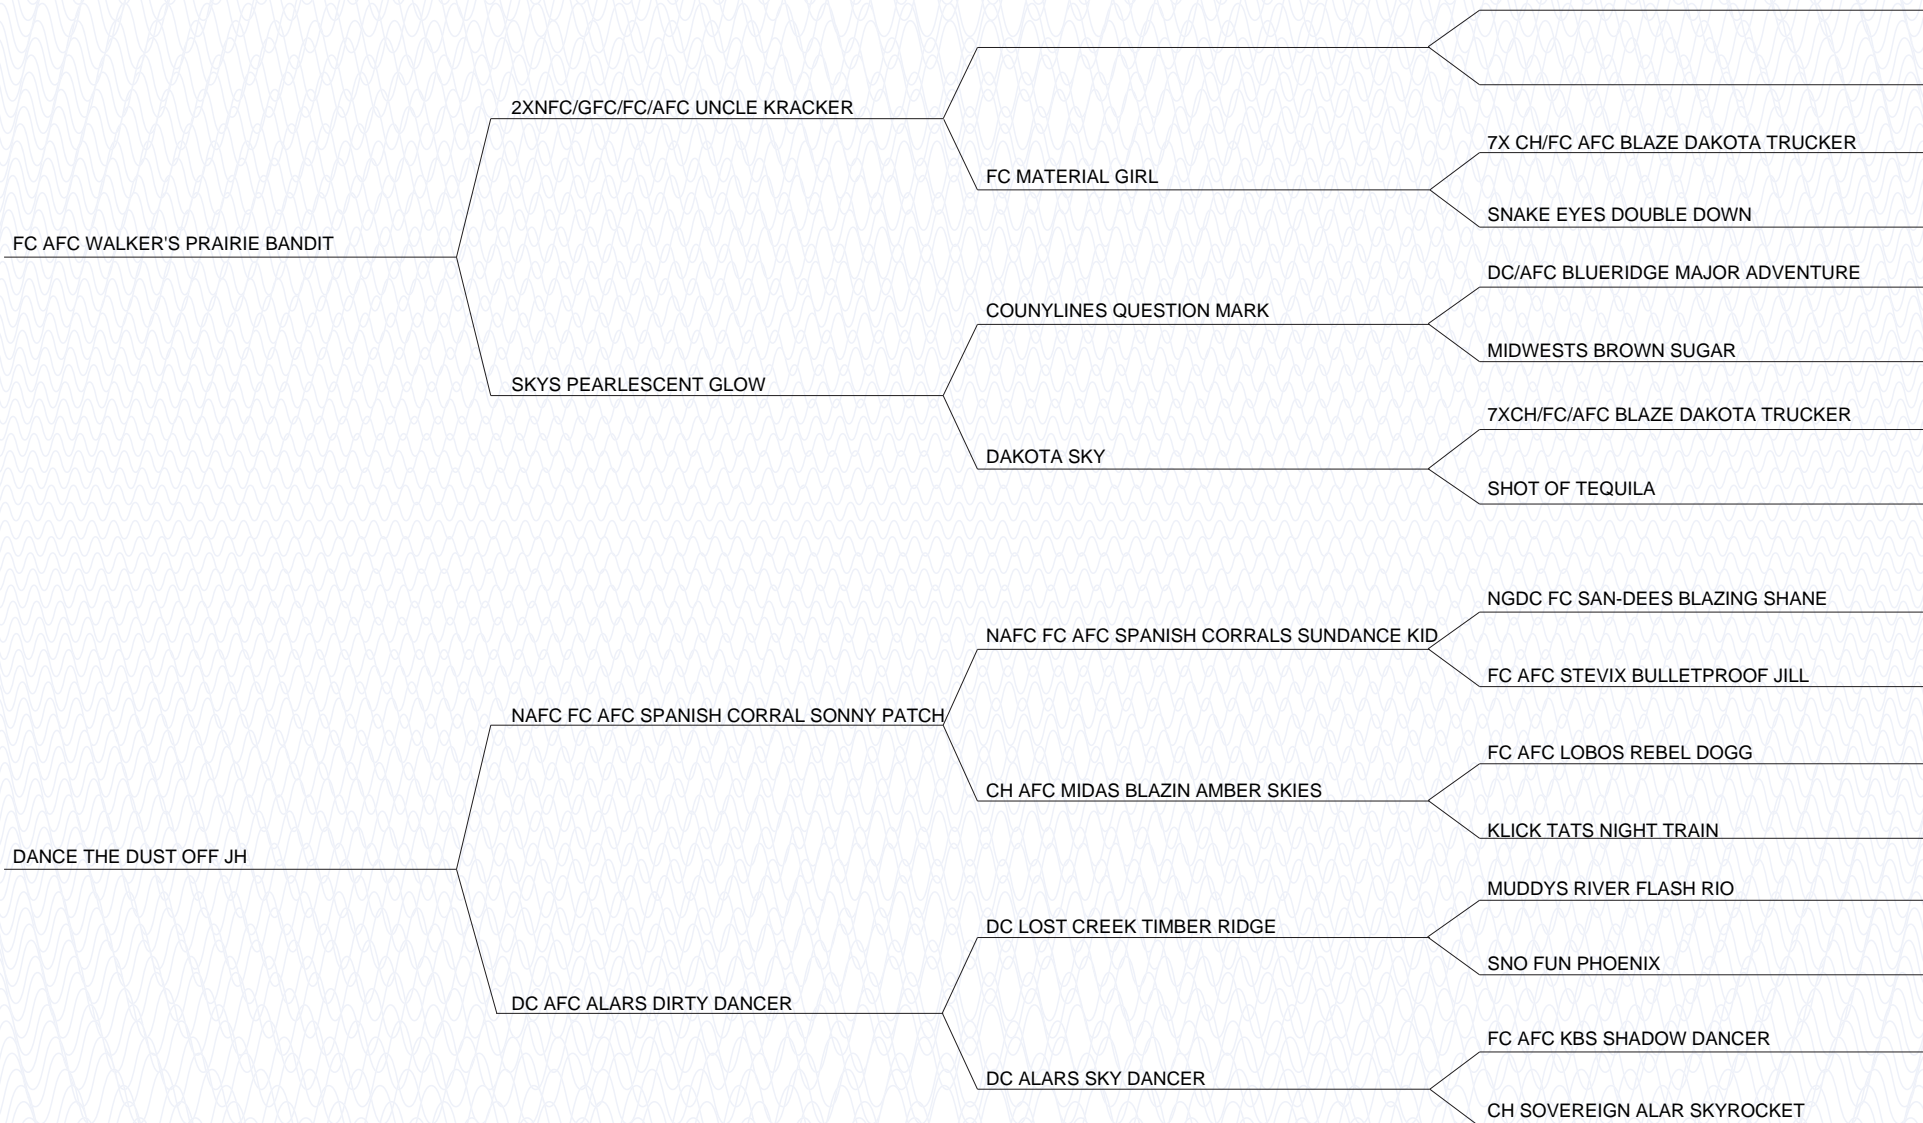 7X CH/FC AFC BLAZE DAKOTA TRUCKER
2XNFC/GFC/FC/AFC UNCLE KRACKER
FC MATERIAL GIRL
SNAKE EYES DOUBLE DOWN
FC AFC WALKER'S PRAIRIE BANDIT
DC/AFC BLUERIDGE MAJOR ADVENTURE
COUNYLINES QUESTION MARK
MIDWESTS BROWN SUGAR
SKYS PEARLESCENT GLOW
7XCH/FC/AFC BLAZE DAKOTA TRUCKER
DAKOTA SKY
SHOT OF TEQUILA
NGDC FC SAN-DEES BLAZING SHANE
NAFC FC AFC SPANISH CORRALS SUNDANCE KID
FC AFC STEVIX BULLETPROOF JILL
NAFC FC AFC SPANISH CORRAL SONNY PATCH
FC AFC LOBOS REBEL DOGG
CH AFC MIDAS BLAZIN AMBER SKIES
KLICK TATS NIGHT TRAIN
DANCE THE DUST OFF JH
MUDDYS RIVER FLASH RIO
DC LOST CREEK TIMBER RIDGE
SNO FUN PHOENIX
DC AFC ALARS DIRTY DANCER
FC AFC KBS SHADOW DANCER
DC ALARS SKY DANCER
CH SOVEREIGN ALAR SKYROCKET